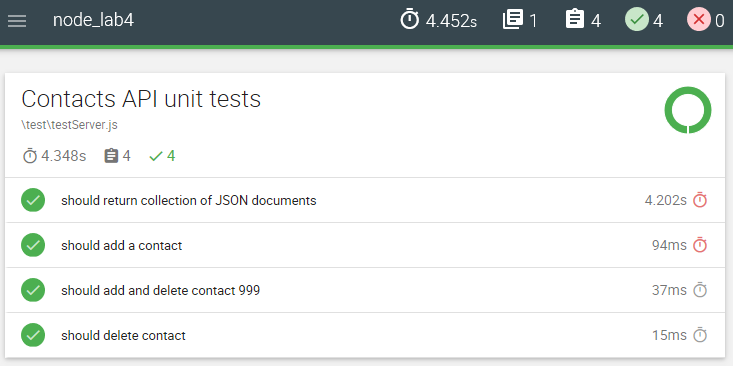 node_lab4 4.452s 1 4 4 0
Contacts API unit tests
\test\testServer.js
4.348s 4 4
should return collection of JSON documents 4.202s
should add a contact 94ms
should add and delete contact 999 37ms
should delete contact 15ms